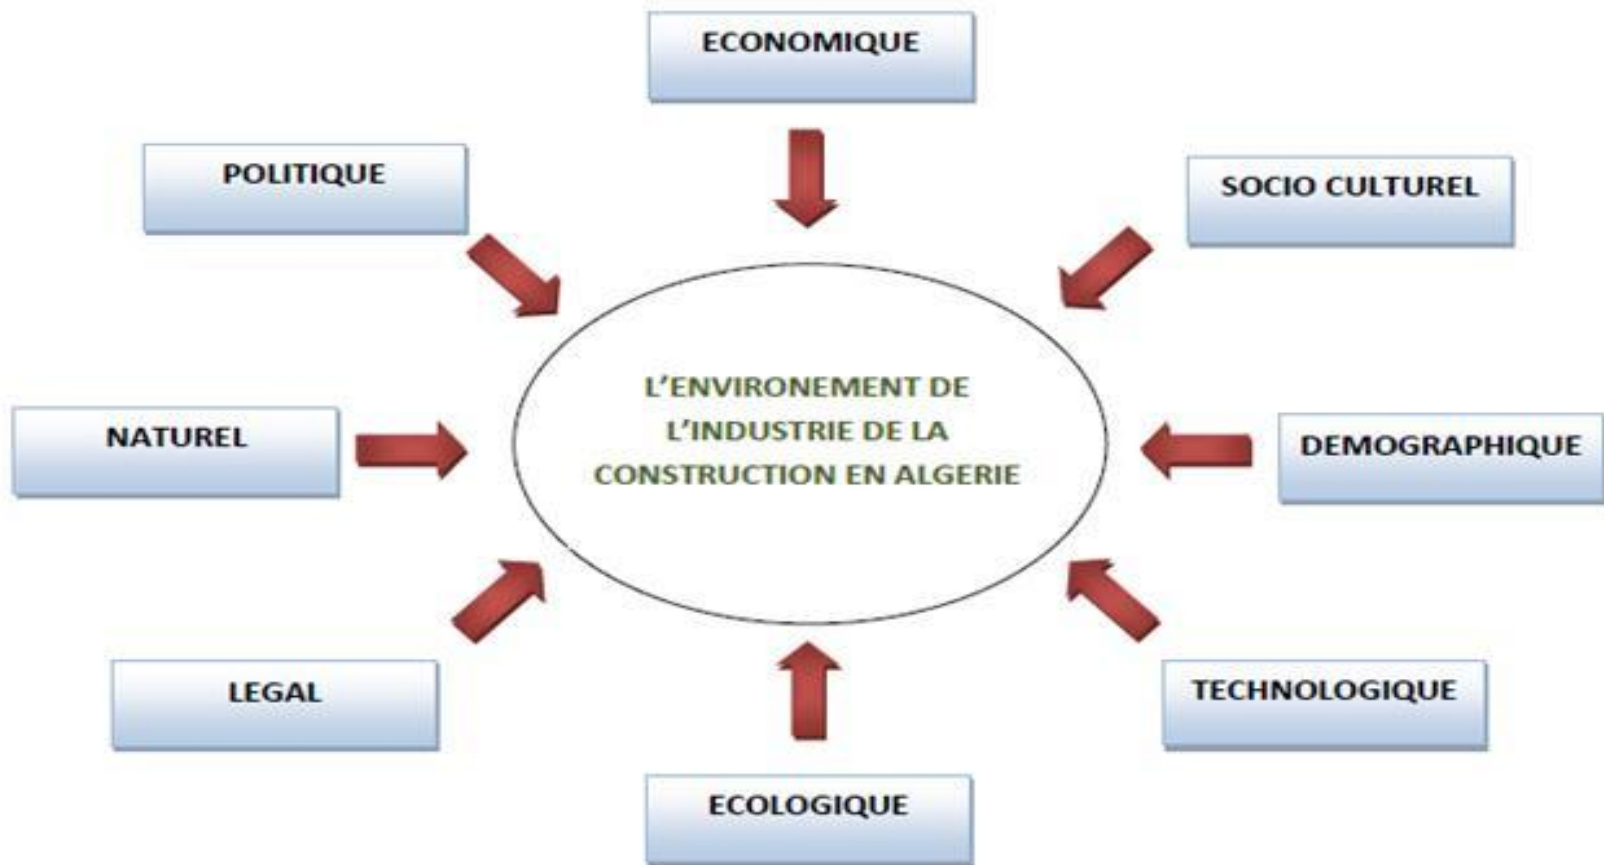 ECONOMIQUE
POLITIQUE
SOCIO CULTUREL
L'ENVIRONEMENT DE
L'INDUSTRIE DE LA
CONSTRUCTION EN ALGERIE
NATUREL
DEMOGRAPHIQUE
LEGAL
TECHNOLOGIQUE
ECOLOGIQUE